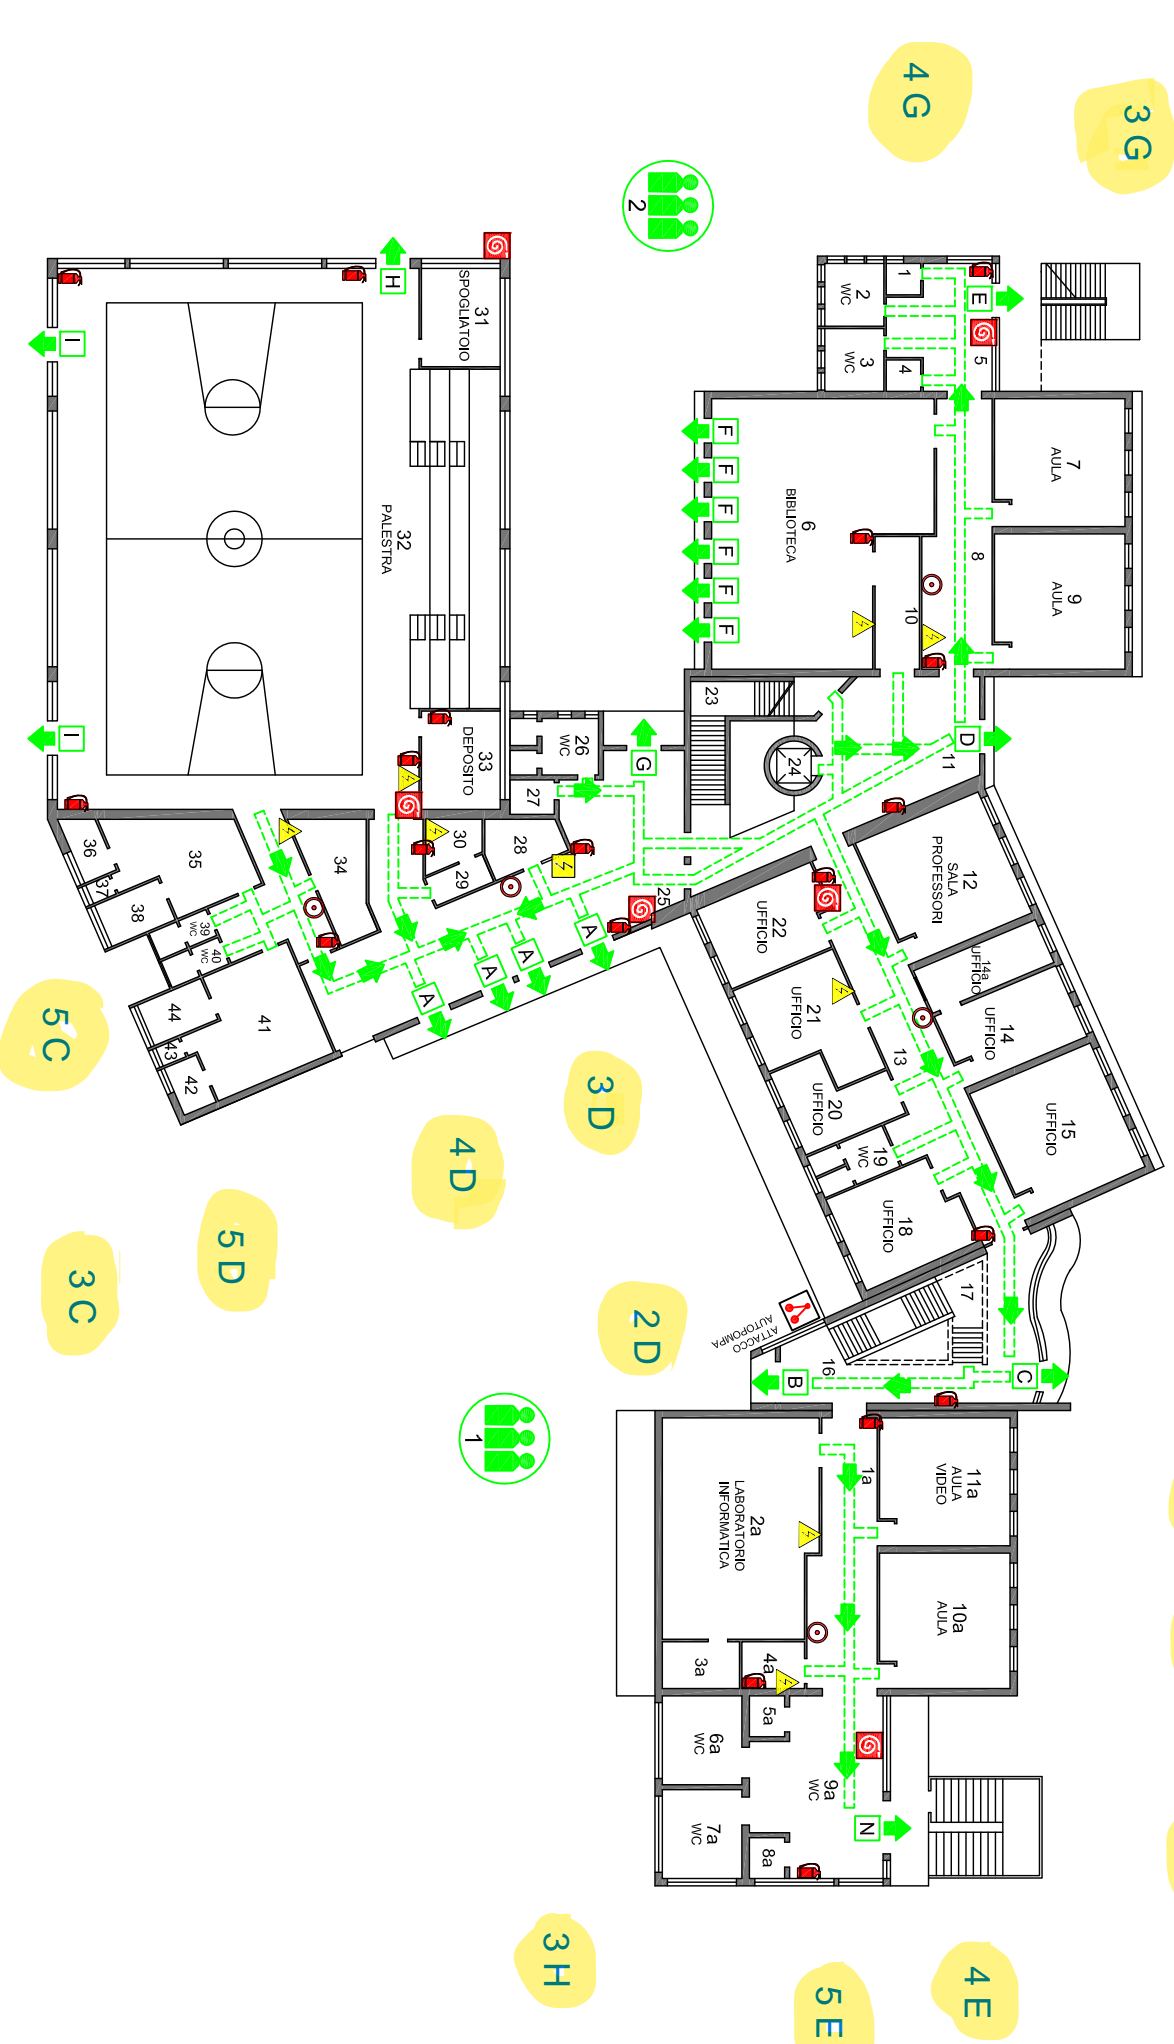 4 G
3 G
2
H
31
SPOGLIATOIO
I
32
PALESTRA
I
33
DEPOSITO
1
2
WC
3
WC
4
5
E
F
F
F
F
F
F
6
BIBLIOTECA
7
AULA
8
9
AULA
10
11
D
23
24
26
WC
27
G
28
29
30
25
34
35
36
37
38
39
WC
40
WC
41
42
43
44
A
A
A
A
12
SALA
PROFESSORI
14a
UFFICIO
14
UFFICIO
13
15
UFFICIO
22
UFFICIO
21
UFFICIO
20
UFFICIO
19
WC
18
UFFICIO
17
16
ATTACCO
AUTOPOMPA
B
C
5 C
3 D
4 D
5 D
3 C
2 D
1
1a
11a
AULA
VIDEO
2a
LABORATORIO
INFORMATICA
10a
AULA
3a
4a
5a
6a
WC
7a
WC
8a
9a
WC
N
3 H
4 E
5 E